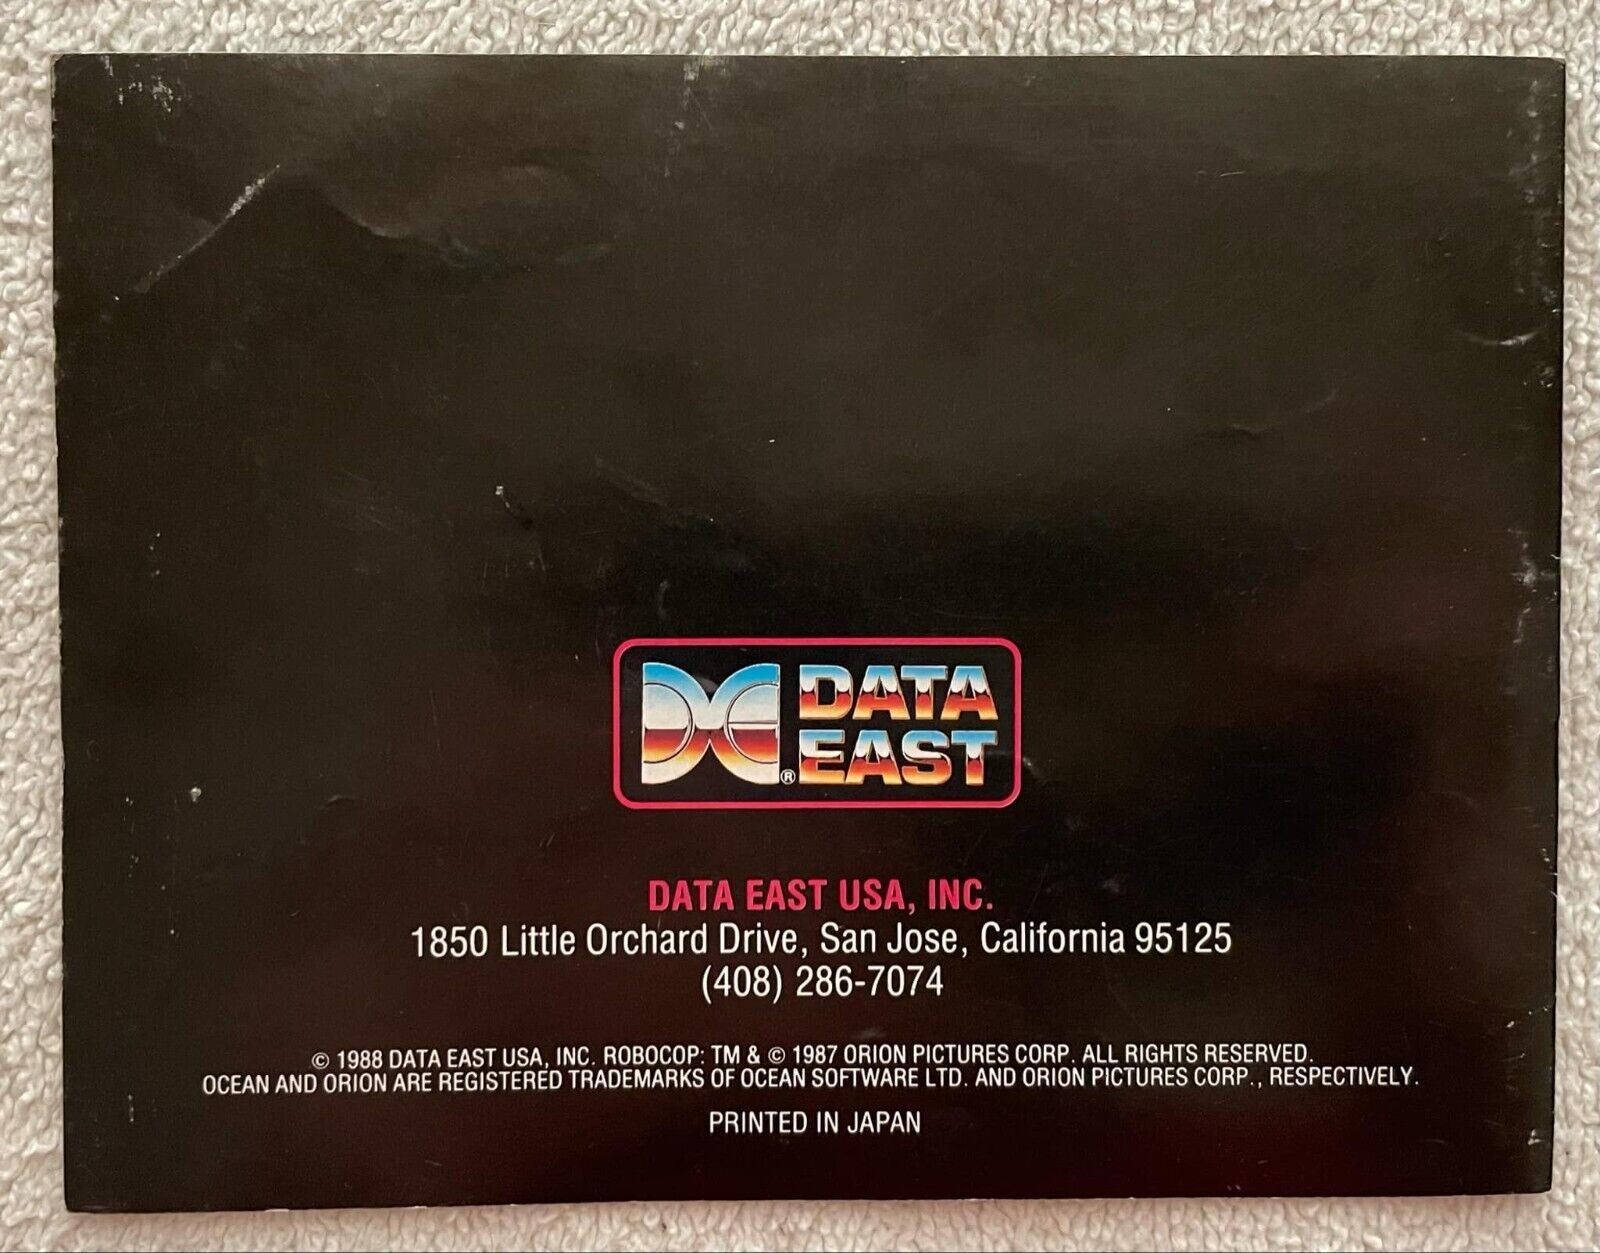 DATA
EAST
®
DATA EAST USA, INC.
1850 Little Orchard Drive, San Jose, California 95125
(408) 286-7074
© 1988 DATA EAST USA, INC. ROBOCOP: TM & © 1987 ORION PICTURES CORP. ALL RIGHTS RESERVED.
OCEAN AND ORION ARE REGISTERED TRADEMARKS OF OCEAN SOFTWARE LTD. AND ORION PICTURES CORP., RESPECTIVELY.
PRINTED IN JAPAN